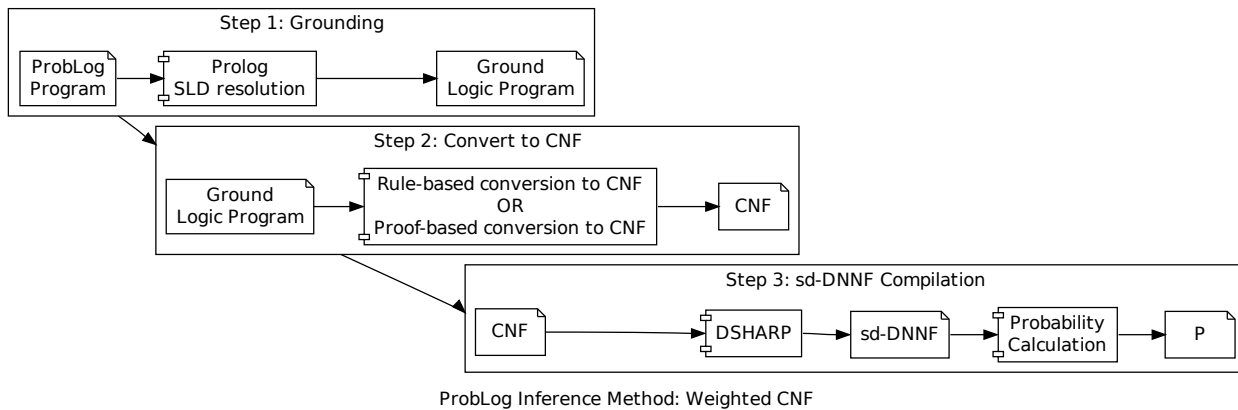 Step 1: Grounding
ProbLog
Program
Prolog
SLD resolution
Ground
Logic Program
Step 2: Convert to CNF
Ground
Logic Program
Rule-based conversion to CNF
OR
Proof-based conversion to CNF
CNF
Step 3: sd-DNNF Compilation
CNF
DSHARP
sd-DNNF
Probability
Calculation
P
ProbLog Inference Method: Weighted CNF